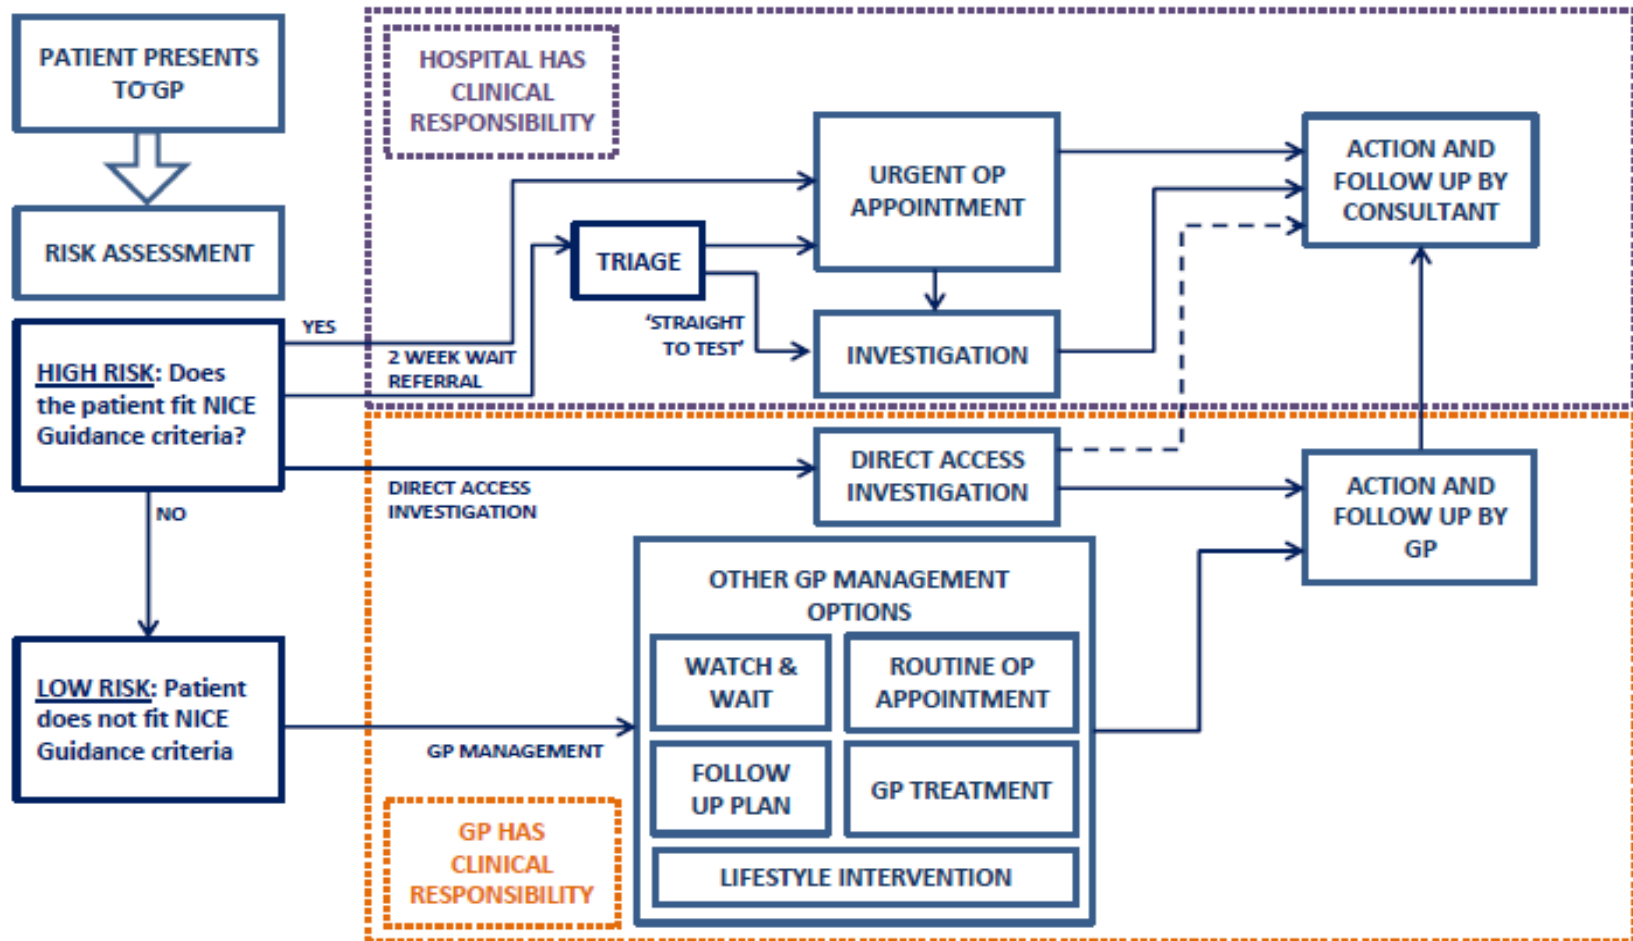 PATIENT PRESENTS
TO GP
RISK ASSESSMENT
HIGH RISK: Does
the patient fit NICE
Guidance criteria?
NO
LOW RISK: Patient
does not fit NICE
Guidance criteria
HOSPITAL HAS
CLINICAL
RESPONSIBILITY
YES
2 WEEK WAIT
REFERRAL
TRIAGE
'STRAIGHT
TO TEST'
URGENT OP
APPOINTMENT
INVESTIGATION
ACTION AND
FOLLOW UP BY
CONSULTANT
DIRECT ACCESS
INVESTIGATION
DIRECT ACCESS
INVESTIGATION
ACTION AND
FOLLOW UP BY
GP
GP MANAGEMENT
OTHER GP MANAGEMENT
OPTIONS
WATCH &
WAIT
ROUTINE OP
APPOINTMENT
FOLLOW
UP PLAN
GP TREATMENT
LIFESTYLE INTERVENTION
GP HAS
CLINICAL
RESPONSIBILITY